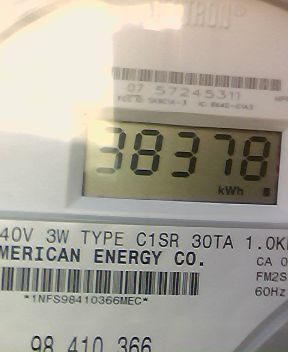 TRON®
07 57245311
38378
kWh
40V 3W TYPE C1SR 30TA 1.0K
MERICAN ENERGY CO.
CA 0
FM2S
60Hz
*1NFS98410366MEC*
98 410 366